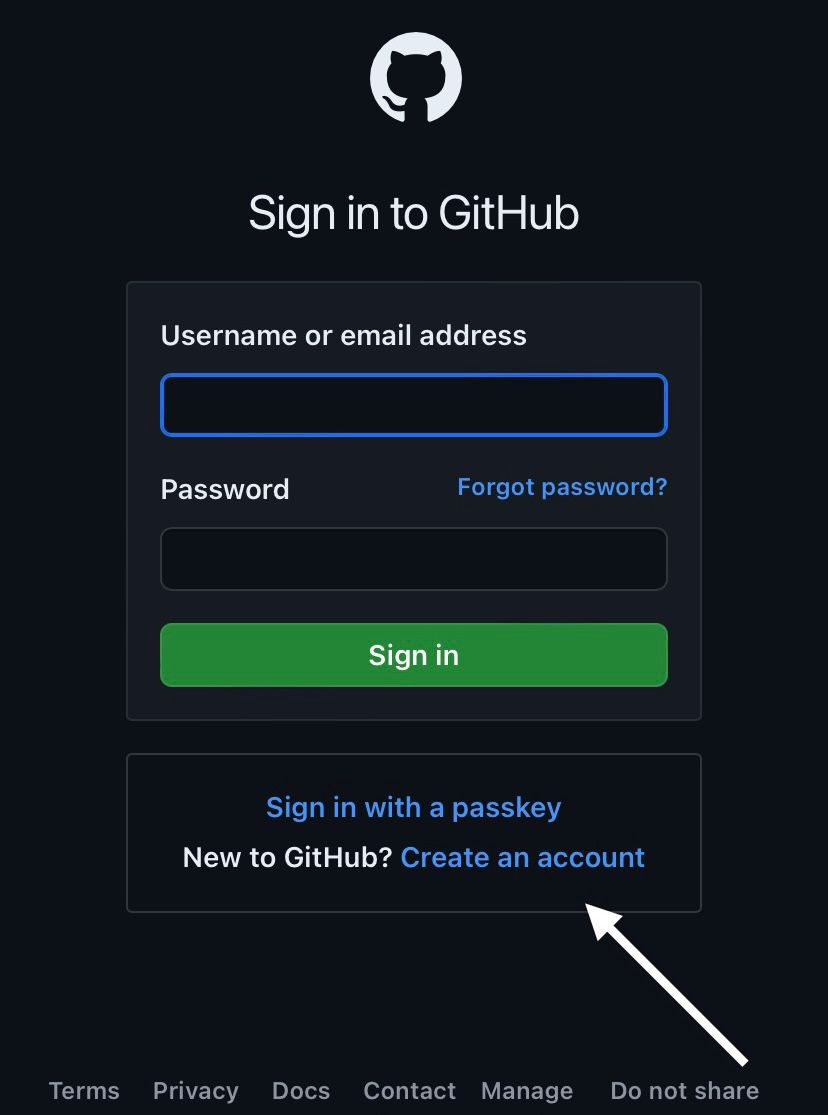 Sign in to GitHub
Username or email address
Password Forgot password?
Sign in
Sign in with a passkey
New to GitHub? Create an account
Terms Privacy Docs Contact Manage Do not share